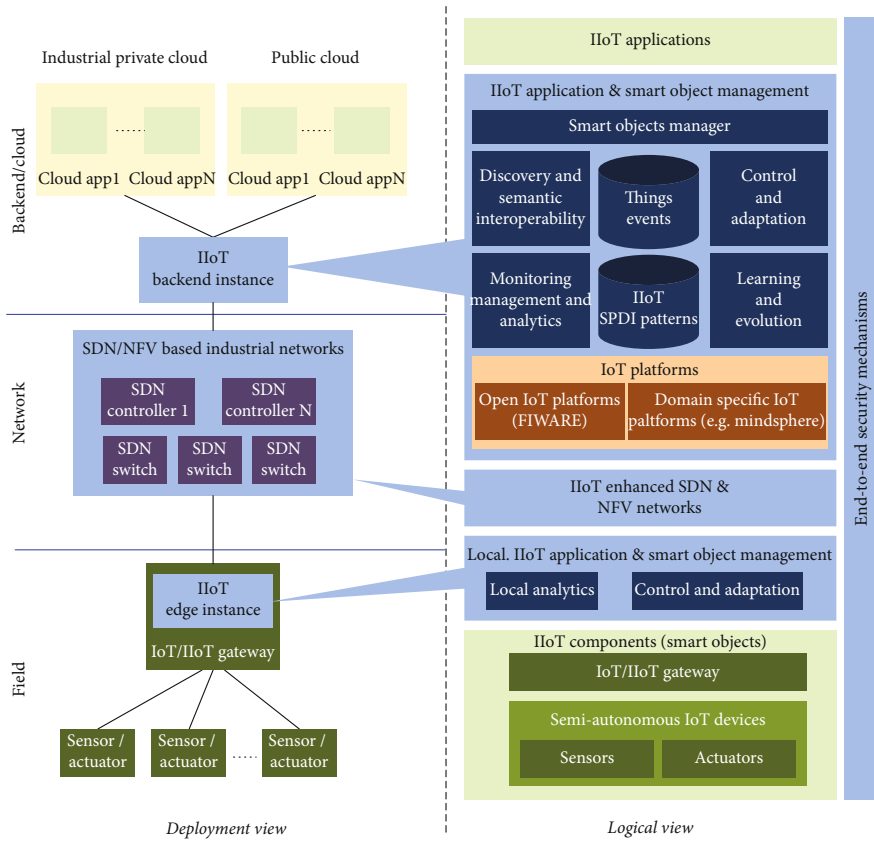 Industrial private cloud
Public cloud
Cloud app1
Cloud appN
Cloud app1
Cloud appN
Backend/cloud
IIoT
backend instance
SDN/NFV based industrial networks
SDN
controller 1
SDN
controller N
SDN
switch
SDN
switch
SDN
switch
Network
IIoT
edge instance
IoT/IIoT gateway
Field
Sensor /
actuator
Sensor /
actuator
Sensor /
actuator
Deployment view
IIoT applications
IIoT application & smart object management
Smart objects manager
Discovery and
semantic
interoperability
Things
events
Control
and
adaptation
Monitoring
management and
analytics
IIoT
SPDI patterns
Learning
and
evolution
IoT platforms
Open IoT platforms
(FIWARE)
Domain specific IoT
paltforms (e.g. mindsphere)
IIoT enhanced SDN &
NFV networks
Local. IIoT application & smart object management
Local analytics
Control and adaptation
IIoT components (smart objects)
IoT/IIoT gateway
Semi-autonomous IoT devices
Sensors
Actuators
End-to-end security mechanisms
Logical view